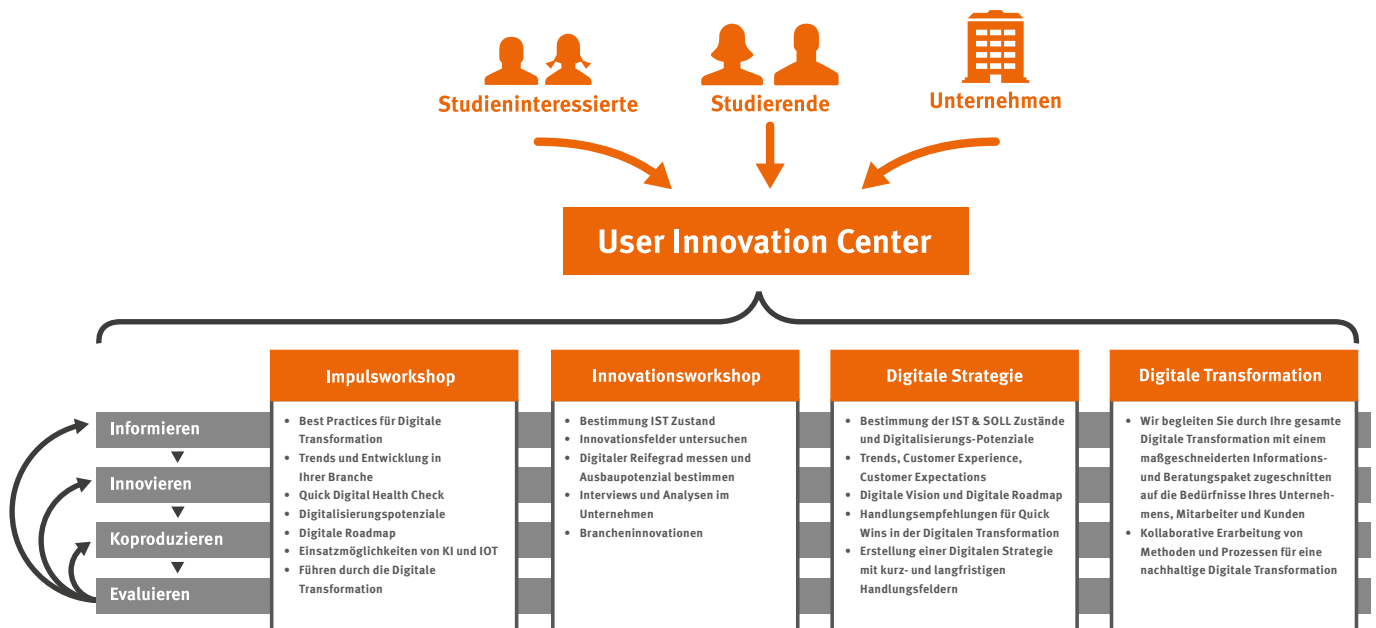 Studieninteressierte
Studierende
Unternehmen
User Innovation Center
Informieren
Innovieren
Koproduzieren
Evaluieren
Impulsworkshop
• Best Practices für Digitale
Transformation
• Trends und Entwicklung in
Ihrer Branche
• Quick Digital Health Check
• Digitalisierungspotenziale
• Digitale Roadmap
• Einsatzmöglichkeiten von KI und IOT
• Führen durch die Digitale
Transformation
Innovationsworkshop
• Bestimmung IST Zustand
• Innovationsfelder untersuchen
• Digitaler Reifegrad messen und
Ausbaupotenzial bestimmen
• Interviews und Analysen im
Unternehmen
• Brancheninnovationen
Digitale Strategie
• Bestimmung der IST & SOLL Zustände
und Digitalisierungs-Potenziale
• Trends, Customer Experience,
Customer Expectations
• Digitale Vision und Digitale Roadmap
• Handlungsempfehlungen für Quick
Wins in der Digitalen Transformation
• Erstellung einer Digitalen Strategie
mit kurz- und langfristigen
Handlungsfeldern
Digitale Transformation
• Wir begleiten Sie durch Ihre gesamte
Digitale Transformation mit einem
maßgeschneiderten Informations-
und Beratungspaket zugeschnitten
auf die Bedürfnisse Ihres Unterneh-
mens, Mitarbeiter und Kunden
• Kollaborative Erarbeitung von
Methoden und Prozessen für eine
nachhaltige Digitale Transformation